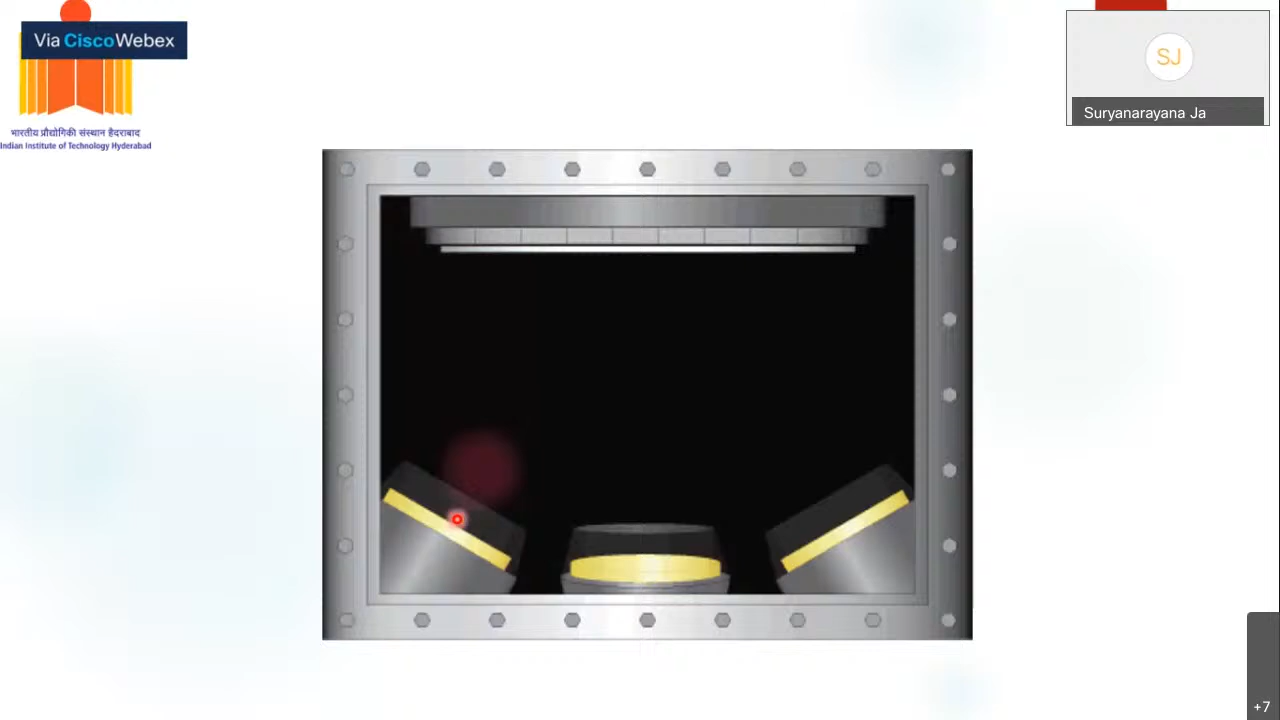 Via CiscoWebex
भारतीय प्रौद्योगिकी संस्थान हैदराबाद
Indian Institute of Technology Hyderabad
SJ
Suryanarayana Ja
+7